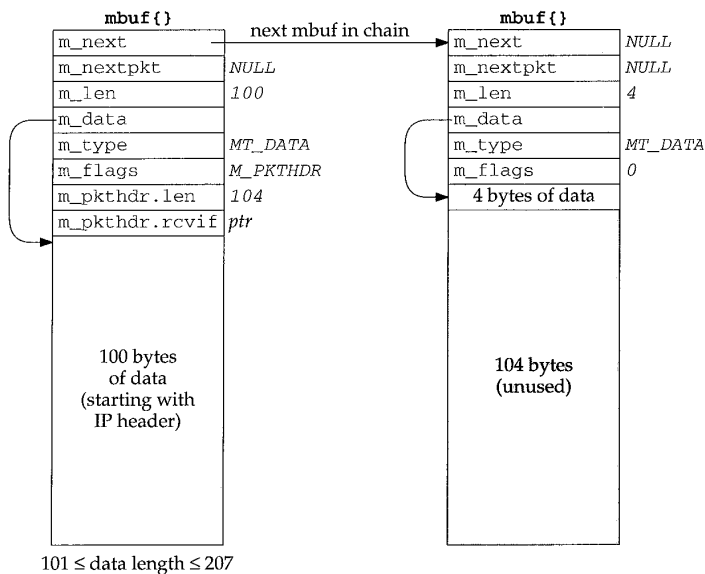 mbuf{}
m_next
m_nextpkt NULL
m_len 100
m_data
m_type MT_DATA
m_flags M_PKTHDR
m_pkthdr.len 104
m_pkthdr.rcvif ptr
100 bytes
of data
(starting with
IP header)
101 ≤ data length ≤ 207
next mbuf in chain
mbuf{}
m_next NULL
m_nextpkt NULL
m_len 4
m_data
m_type MT_DATA
m_flags 0
4 bytes of data
104 bytes
(unused)